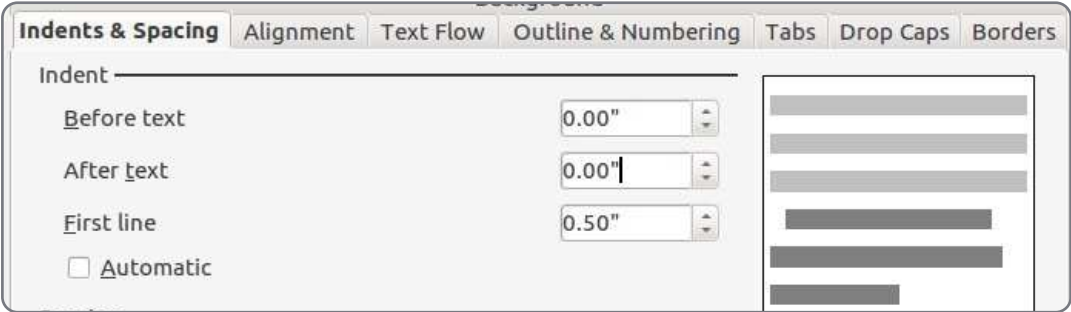 Indents & Spacing Alignment Text Flow Outline & Numbering Tabs Drop Caps Borders
Indent
Before text 0.00"
After text 0.00"
First line 0.50"
Automatic